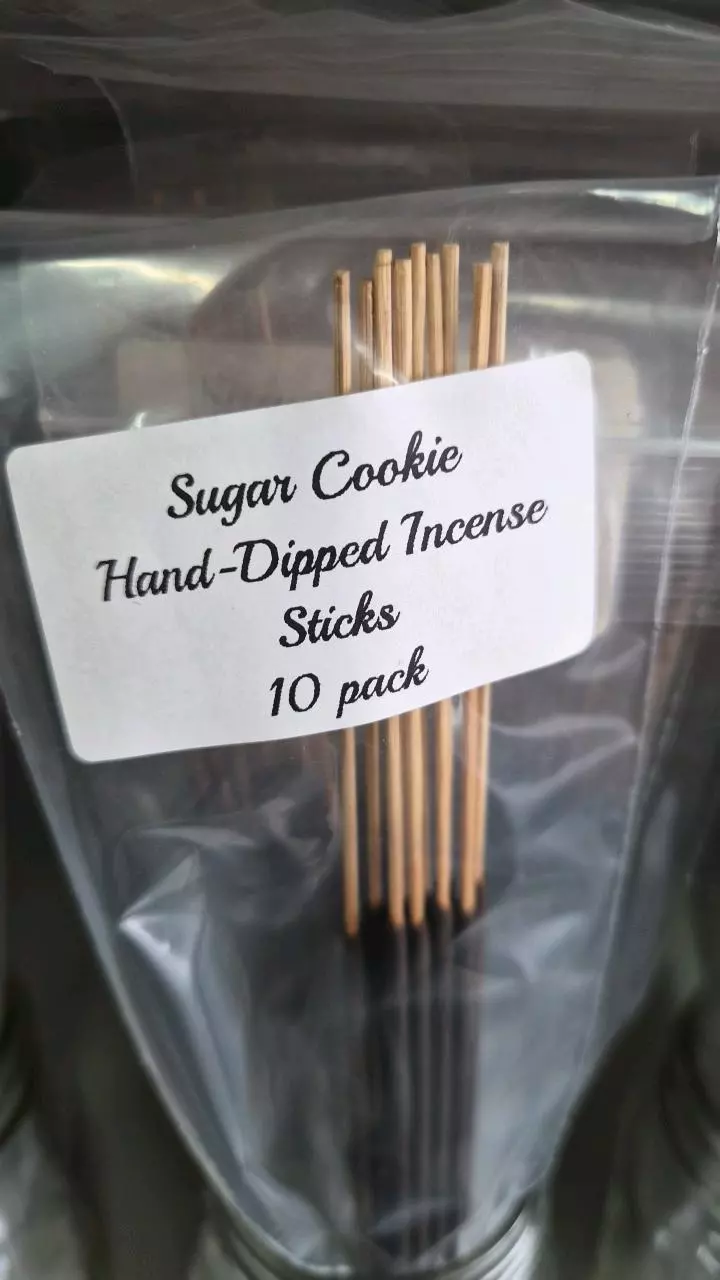 Sugar Cookie
Hand-Dipped Incense
Sticks
10 pack